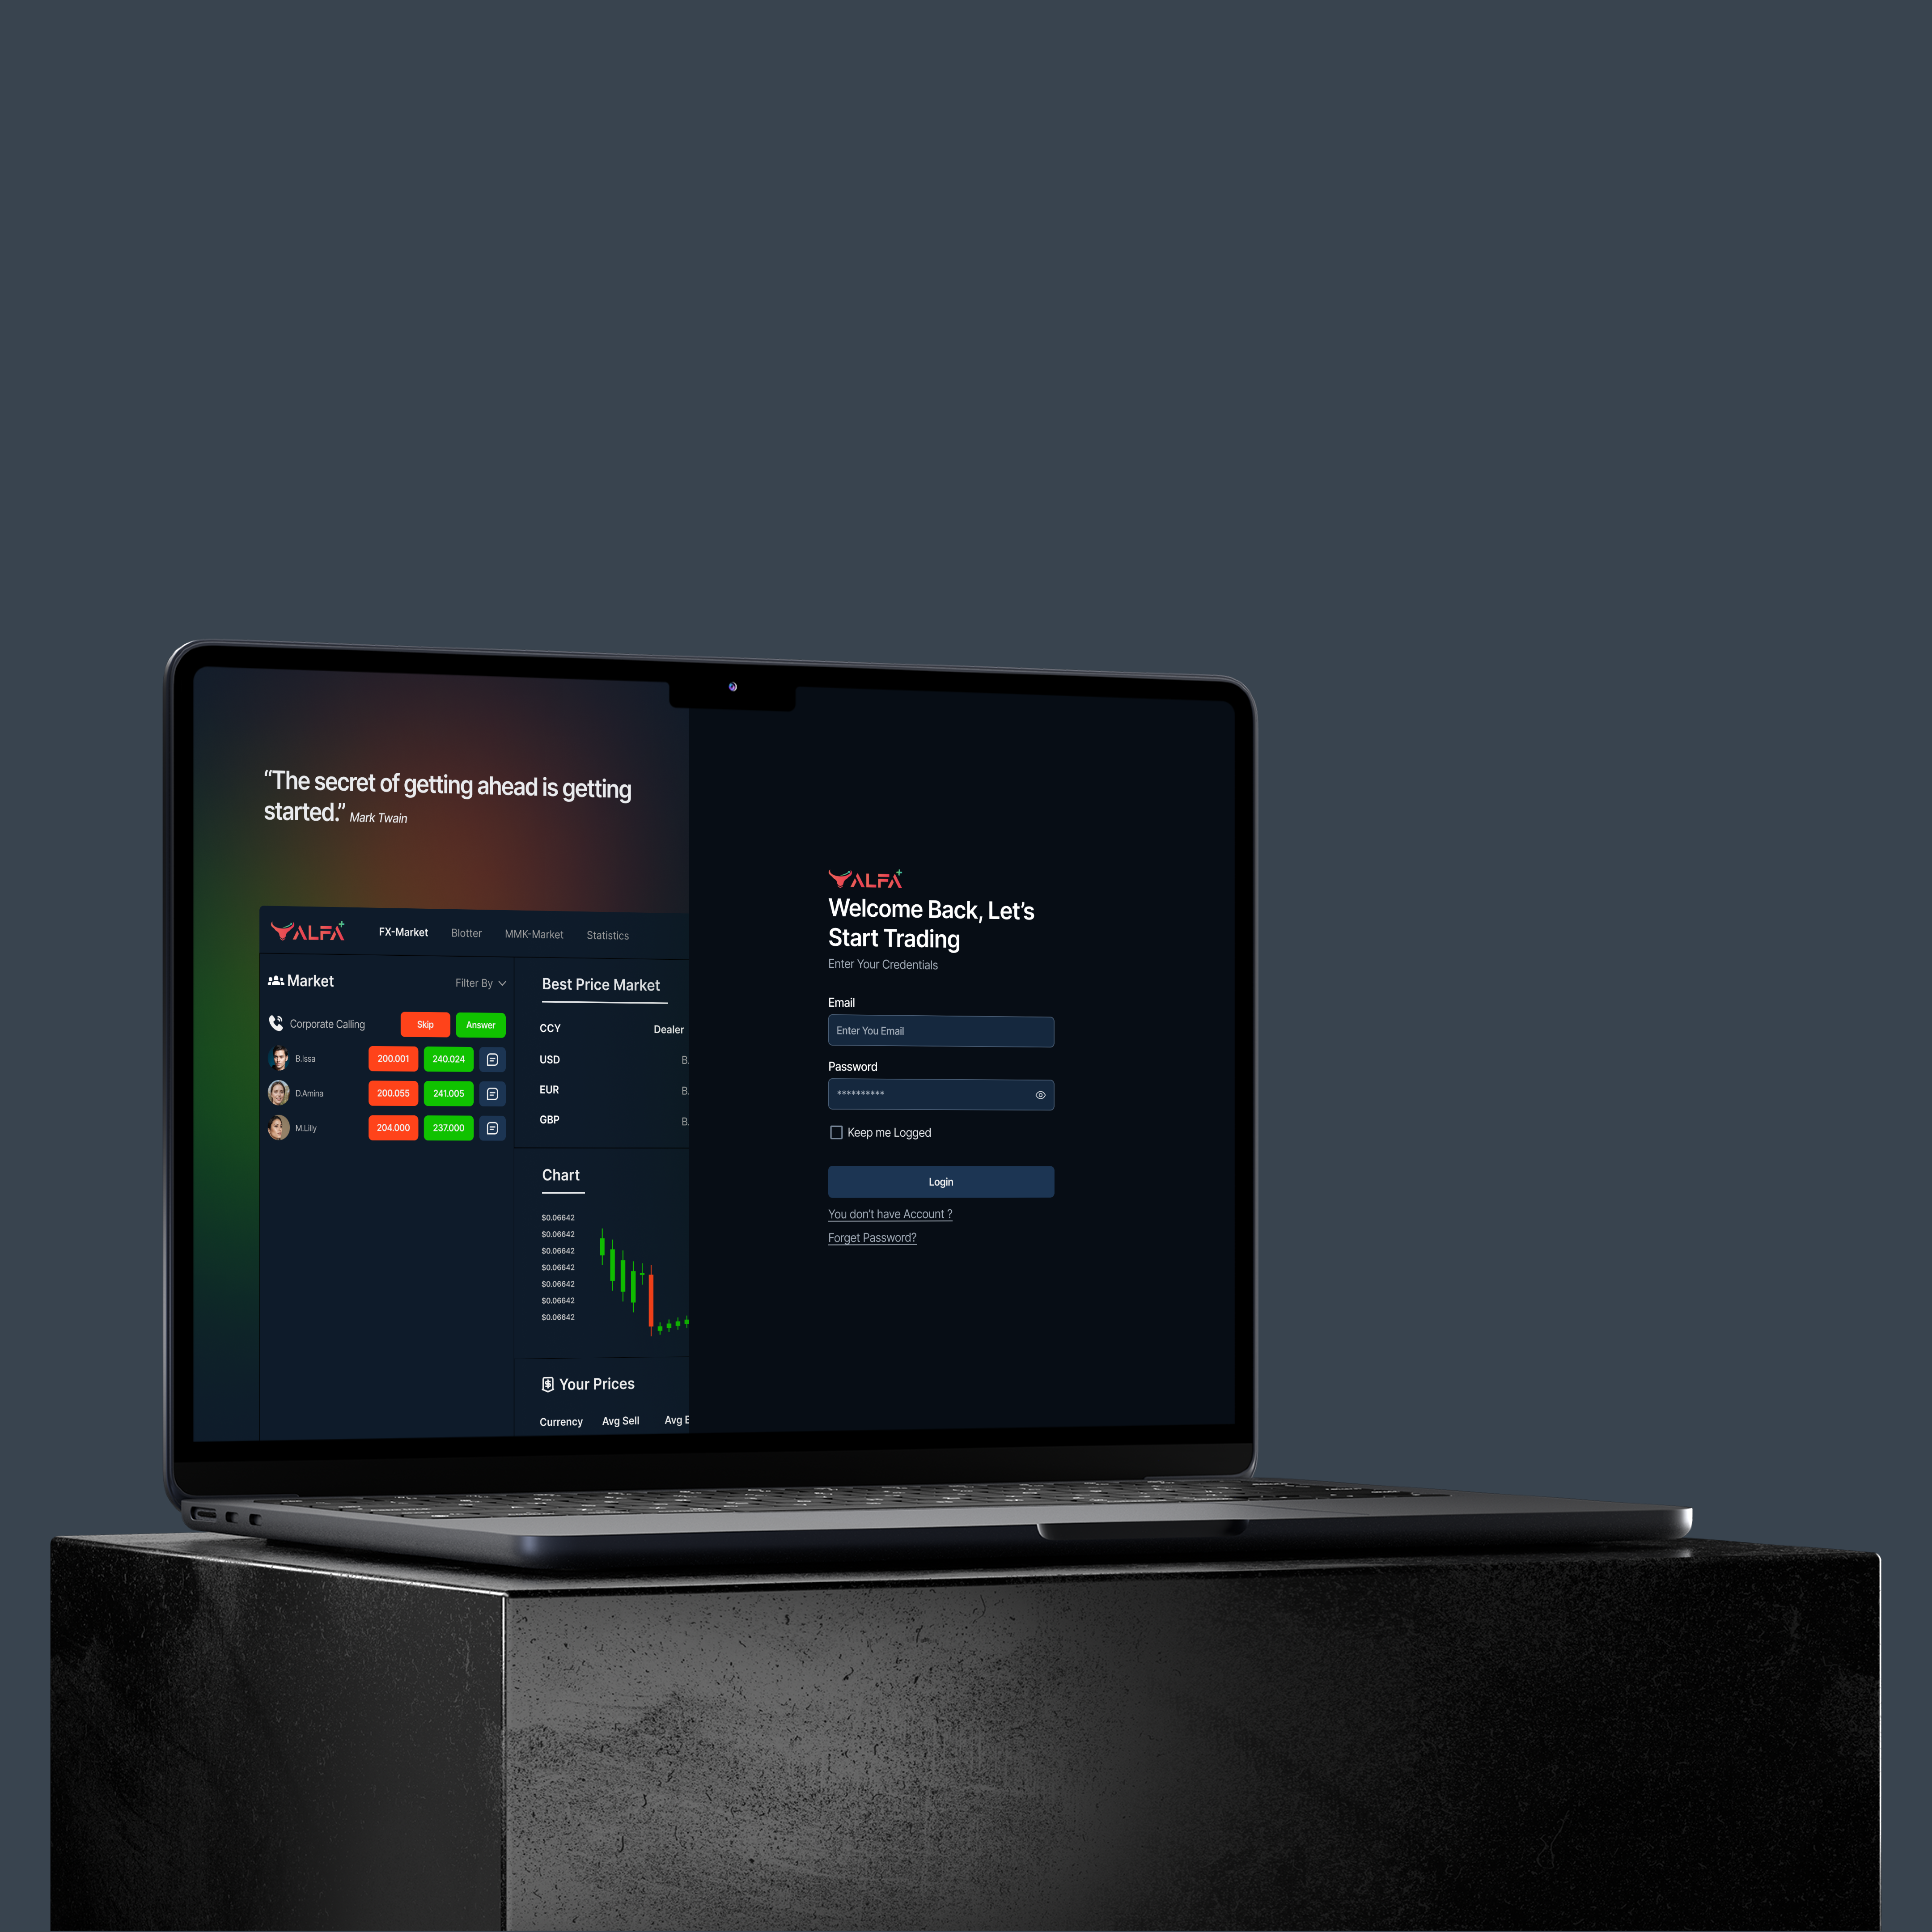 “The secret of getting ahead is getting
started.” Mark Twain
ALFA+
FX-Market Blotter MMK-Market Statistics
Market Filter By
Corporate Calling Skip Answer
B.Issa 200.001 240.024
D.Amina 200.055 241.005
M.Lilly 204.000 237.000
Best Price Market
CCY Dealer
USD B.
EUR B.
GBP B.
Chart
$0.06642
$0.06642
$0.06642
$0.06642
$0.06642
$0.06642
$0.06642
Your Prices
Currency Avg Sell Avg
ALFA+
Welcome Back, Let’s
Start Trading
Enter Your Credentials
Email
Enter You Email
Password
**********
Keep me Logged
Login
You don’t have Account ?
Forget Password?